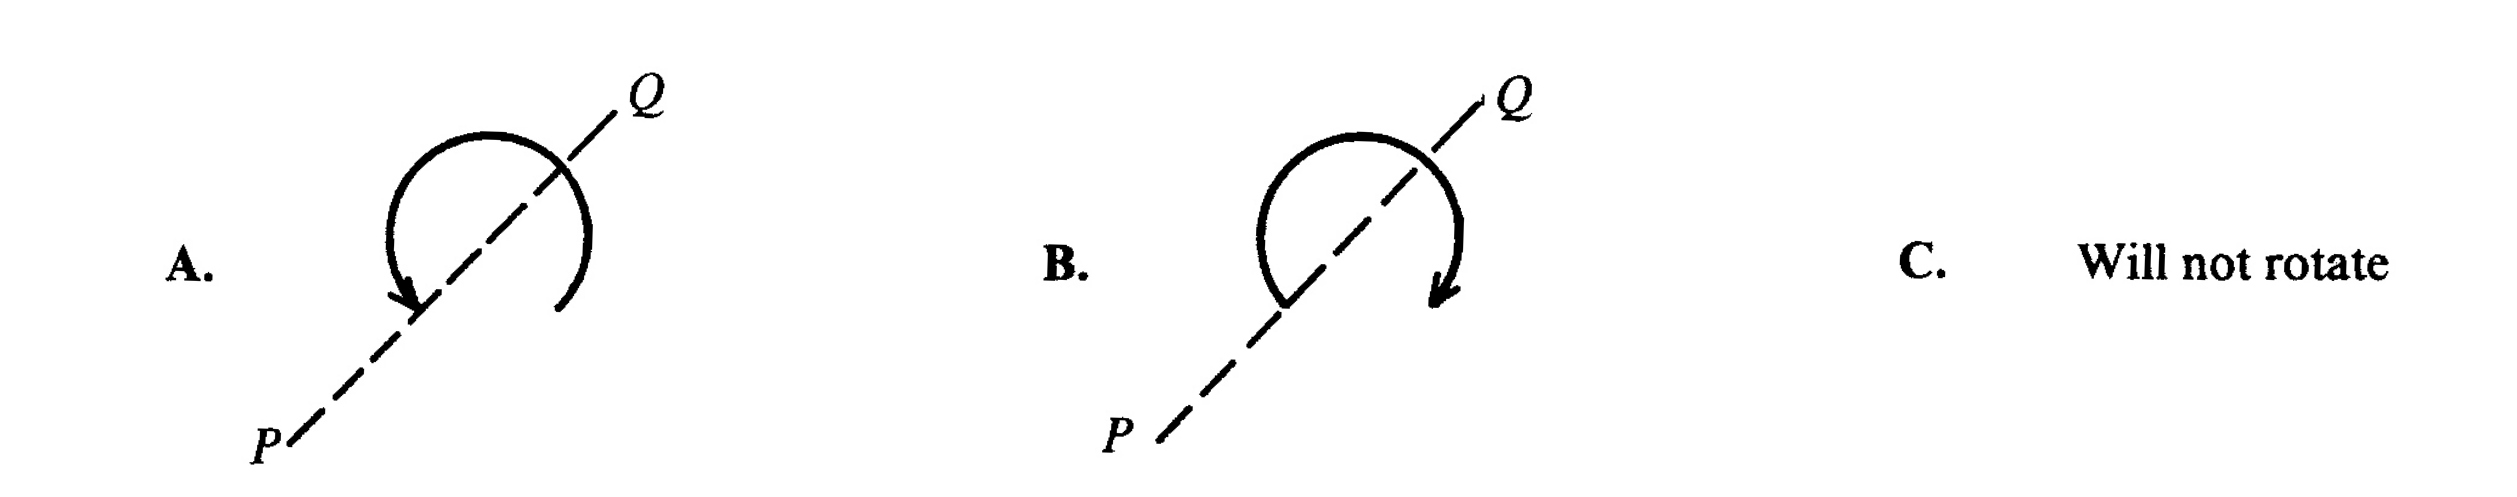 Q
Q
A.
B.
C. Will not rotate
P
P